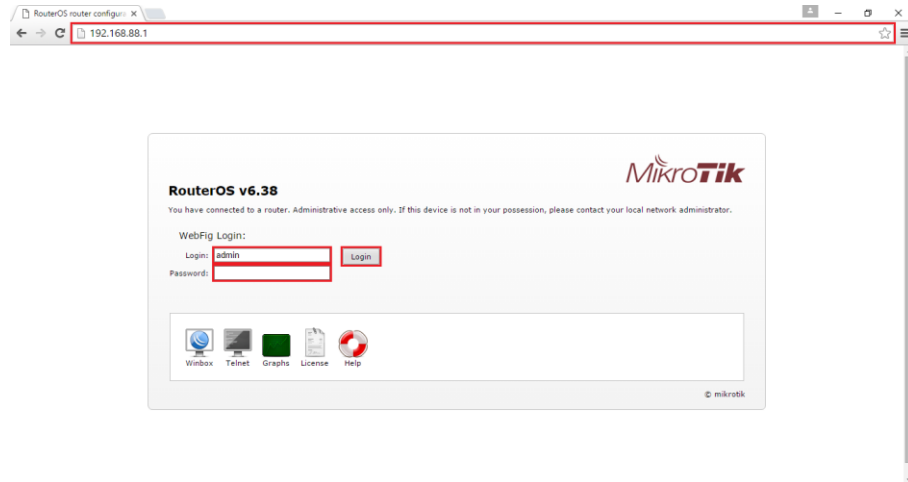 RouterOS router configur
192.168.88.1
MikroTik
RouterOS v6.38
You have connected to a router. Administrative access only. If this device is not in your possession, please contact your local network administrator.
WebFig Login:
Login: admin Login
Password:
Winbox Telnet Graphs License Help
© mikrotik